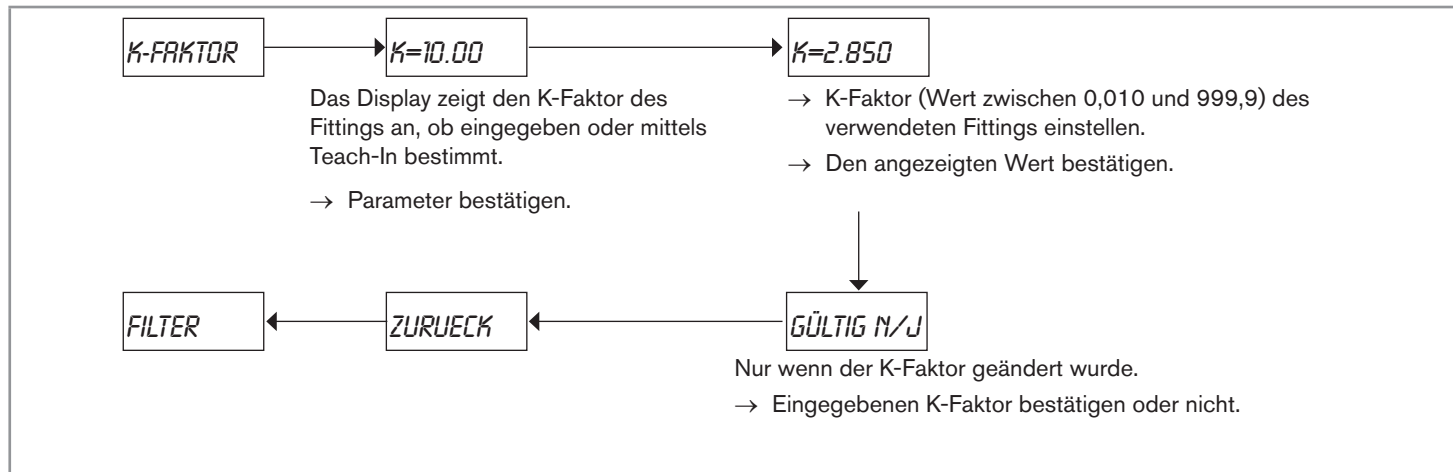 K-FAKTOR
K=10.00
K=2.850
Das Display zeigt den K-Faktor des
Fittings an, ob eingegeben oder mittels
Teach-In bestimmt.
→ Parameter bestätigen.
→ K-Faktor (Wert zwischen 0,010 und 999,9) des
verwendeten Fittings einstellen.
→ Den angezeigten Wert bestätigen.
FILTER
ZURUECK
GÜLTIG N/J
Nur wenn der K-Faktor geändert wurde.
→ Eingegebenen K-Faktor bestätigen oder nicht.